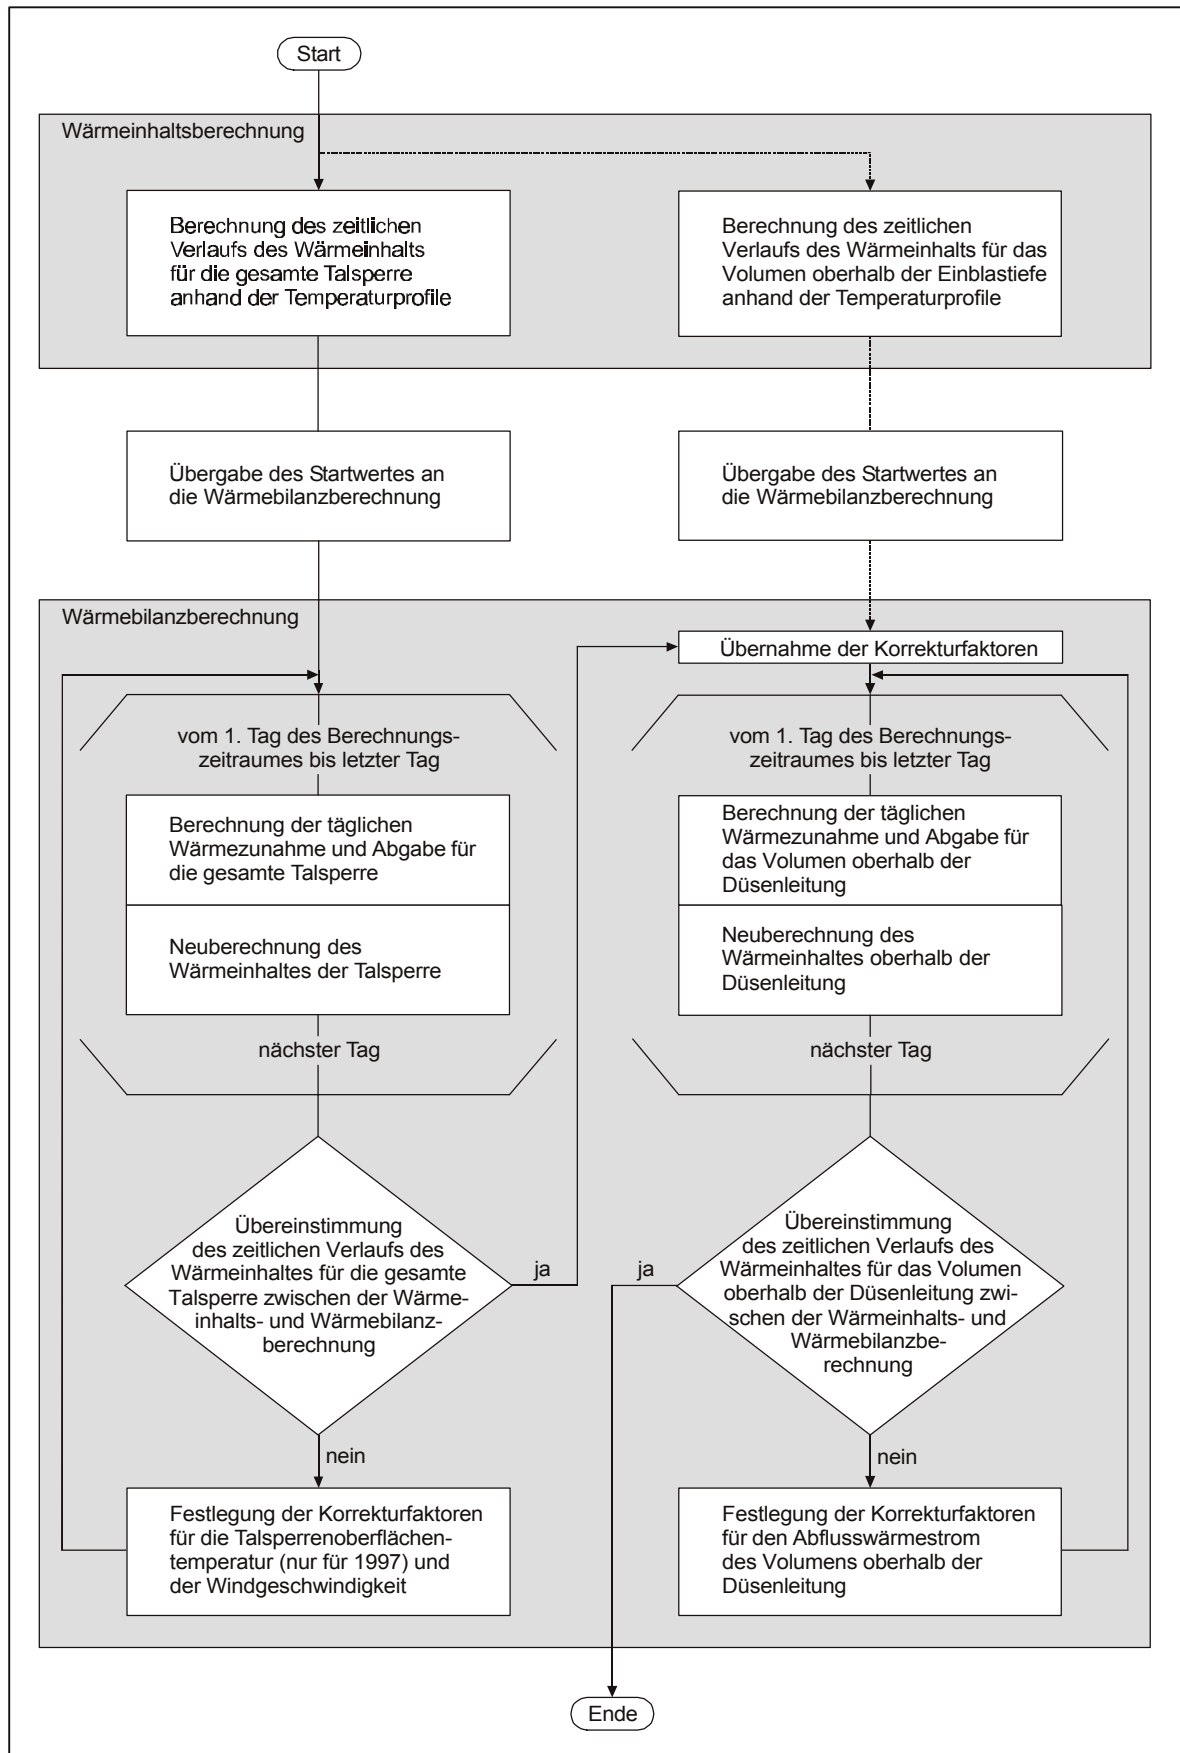 Start
Wärmeinhaltsberechnung
Berechnung des zeitlichen
Verlaufs des Wärmeinhalts
für die gesamte Talsperre
anhand der Temperaturprofile
Berechnung des zeitlichen
Verlaufs des Wärmeinhalts für das
Volumen oberhalb der Einblastiefe
anhand der Temperaturprofile
Übergabe des Startwertes an
die Wärmebilanzberechnung
Übergabe des Startwertes an
die Wärmebilanzberechnung
Wärmebilanzberechnung
Übernahme der Korrekturfaktoren
vom 1. Tag des Berechnungs-
zeitraumes bis letzter Tag
Berechnung der täglichen
Wärmezunahme und Abgabe für
die gesamte Talsperre
Neuberechnung des
Wärmeinhaltes der Talsperre
nächster Tag
vom 1. Tag des Berechnungs-
zeitraumes bis letzter Tag
Berechnung der täglichen
Wärmezunahme und Abgabe für
das Volumen oberhalb der
Düsenleitung
Neuberechnung des
Wärmeinhaltes oberhalb der
Düsenleitung
nächster Tag
Übereinstimmung
des zeitlichen Verlaufs des
Wärmeinhaltes für die gesamte
Talsperre zwischen der Wärme-
inhalts- und Wärmebilanz-
berechnung
ja
nein
Festlegung der Korrekturfaktoren
für die Talsperrenoberflächen-
temperatur (nur für 1997) und
der Windgeschwindigkeit
Übereinstimmung
des zeitlichen Verlaufs des
Wärmeinhaltes für das Volumen
oberhalb der Düsenleitung zwi-
schen der Wärmeinhalts- und
Wärmebilanzbe-
rechnung
ja
nein
Festlegung der Korrekturfaktoren
für den Abflusswärmestrom
des Volumens oberhalb der
Düsenleitung
Ende